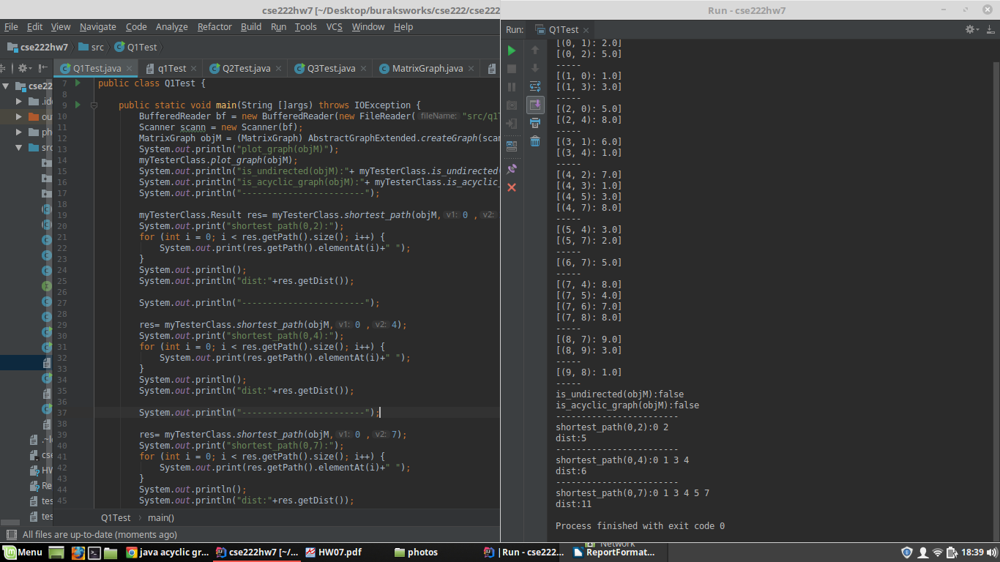 cse222hw7 [~/Desktop/buraksworks/cse222/cse222
File Edit View Navigate Code Analyze Refactor Build Run Tools VCS Window Help
cse222hw7 src Q1Test
Q1Test.java q1Test Q2Test.java Q3Test.java MatrixGraph.java
cse22
.id
ou
ph
src
.~lo
cse
HW
Re
tes
tes
7 public class Q1Test {
8
9 public static void main(String []args) throws IOException {
10 BufferedReader bf = new BufferedReader(new FileReader( fileName: "src/q1T
11 Scanner scann = new Scanner(bf);
12 MatrixGraph objM = (MatrixGraph) AbstractGraphExtended.createGraph(scan
13 System.out.println("plot_graph(objM)");
14 myTesterClass.plot_graph(objM);
15 System.out.println("is_undirected(objM):"+ myTesterClass.is_undirected(
16 System.out.println("is_acyclic_graph(objM):"+ myTesterClass.is_acyclic_
17 System.out.println("------------------------");
18
19 myTesterClass.Result res= myTesterClass.shortest_path(objM, v1: 0 , v2:
20 System.out.print("shortest_path(0,2):");
21 for (int i = 0; i < res.getPath().size(); i++) {
22 System.out.print(res.getPath().elementAt(i)+" ");
23 }
24 System.out.println();
25 System.out.println("dist:"+res.getDist());
26
27 System.out.println("------------------------");
28
29 res= myTesterClass.shortest_path(objM, v1: 0 , v2: 4);
30 System.out.print("shortest_path(0,4):");
31 for (int i = 0; i < res.getPath().size(); i++) {
32 System.out.print(res.getPath().elementAt(i)+" ");
33 }
34 System.out.println();
35 System.out.println("dist:"+res.getDist());
36
37 System.out.println("------------------------");
38
39 res= myTesterClass.shortest_path(objM, v1: 0 , v2: 7);
40 System.out.print("shortest_path(0,7):");
41 for (int i = 0; i < res.getPath().size(); i++) {
42 System.out.print(res.getPath().elementAt(i)+" ");
43 }
44 System.out.println();
45 System.out.println("dist:"+res.getDist());
Q1Test main()
All files are up-to-date (moments ago)
Run - cse222hw7
Run: Q1Test
[(0, 1): 2.0]
[(0, 2): 5.0]
-----
[(1, 0): 1.0]
[(1, 3): 3.0]
-----
[(2, 0): 5.0]
[(2, 4): 8.0]
-----
[(3, 1): 6.0]
[(3, 4): 1.0]
-----
[(4, 2): 7.0]
[(4, 3): 1.0]
[(4, 5): 3.0]
[(4, 7): 8.0]
-----
[(5, 4): 3.0]
[(5, 7): 2.0]
-----
[(6, 7): 5.0]
-----
[(7, 4): 8.0]
[(7, 5): 4.0]
[(7, 6): 7.0]
[(7, 8): 8.0]
-----
[(8, 7): 9.0]
[(8, 9): 3.0]
-----
[(9, 8): 1.0]
-----
is_undirected(objM):false
is_acyclic_graph(objM):false
------------------------
shortest_path(0,2):0 2
dist:5
------------------------
shortest_path(0,4):0 1 3 4
dist:6
------------------------
shortest_path(0,7):0 1 3 4 5 7
dist:11
Process finished with exit code 0
Network
Menu java acyclic gr... cse222hw7 [~/... HW07.pdf photos | Run - cse222... ReportFormat... 18:39